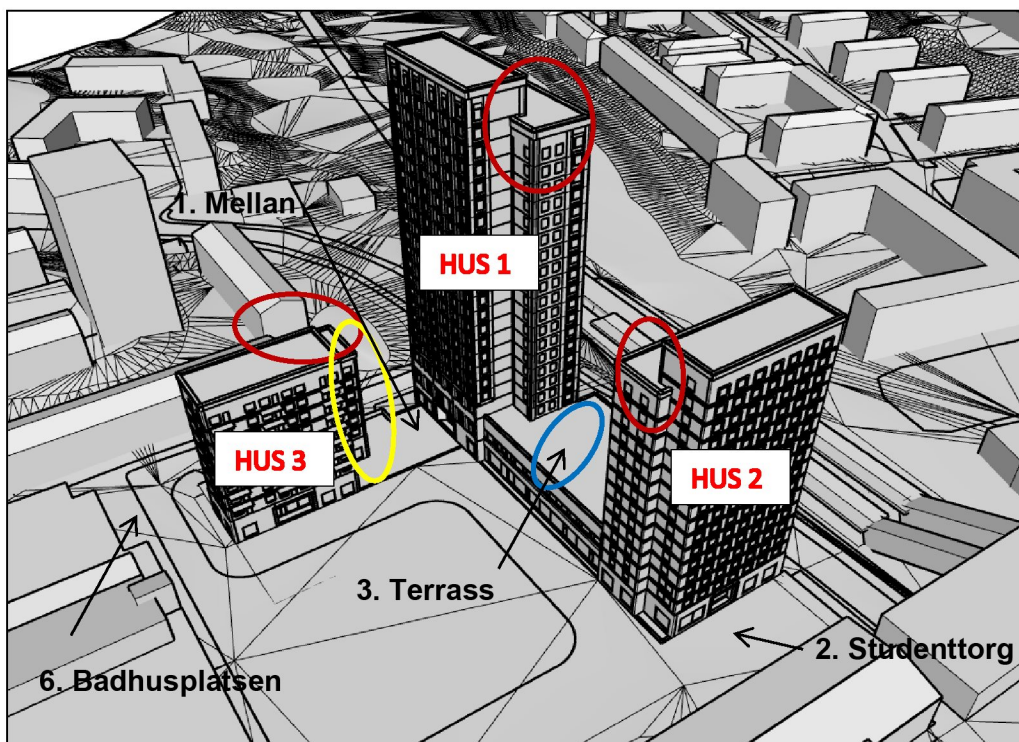 1. Mellan
HUS 1
HUS 3
HUS 2
3. Terrass
2. Studenttorg
6. Badhusplatsen